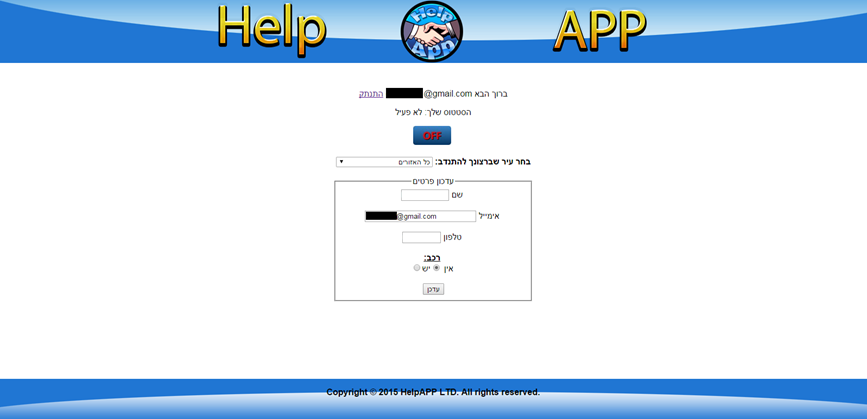 Help
Help
App
APP
ברוך הבא @gmail.com התנתק
הסטטוס שלך: לא פעיל
OFF
בחר עיר שברצונך להתנדב: כל האזורים
עדכון פרטים
שם
אימייל @gmail.com
טלפון
רכב:
אין יש
עדכן
Copyright © 2015 HelpAPP LTD. All rights reserved.